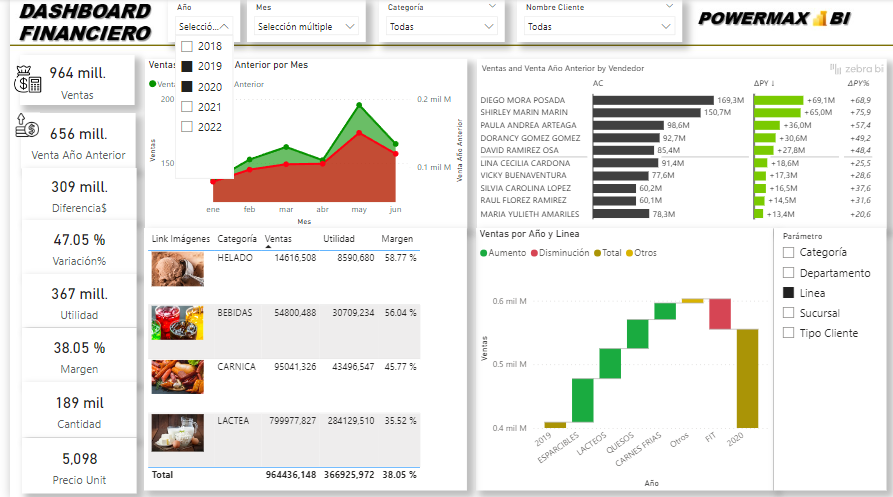 DASHBOARD
FINANCIERO
Año
Selecció...
2018
2019
2020
2021
2022
Mes
Selección múltiple
Categoría
Todas
Nombre Cliente
Todas
POWERMAX BI
964 mill.
Ventas
656 mill.
Venta Año Anterior
309 mill.
Diferencia$
47.05 %
Variación%
367 mill.
Utilidad
38.05 %
Margen
189 mil
Cantidad
5,098
Precio Unit
Ventas
Anterior por Mes
Anterior
200
150
Ventas
0.2 mil M
0.1 mil M
Venta Año Anterior
ene feb mar abr may jun
Mes
Ventas and Venta Año Anterior by Vendedor
zebra bi
AC ΔPY ↓ ΔPY%
DIEGO MORA POSADA 169,3M +69,1M +68,9
SHIRLEY MARIN MARIN 150,7M +65,0M +75,9
PAULA ANDREA ARTEAGA 98,6M +36,0M +57,4
DORANCY GOMEZ GOMEZ 92,7M +30,6M +49,2
DAVID RAMIREZ OSA 85,4M +27,8M +48,4
LINA CECILIA CARDONA 91,4M +18,6M +25,5
VICKY BUENAVENTURA 77,6M +17,3M +28,6
SILVIA CAROLINA LOPEZ 60,2M +16,5M +37,6
RAUL FLOREZ RAMIREZ 60,1M +14,5M +31,6
MARIA YULIETH AMARILES 78,3M +13,4M +20,6
Link Imágenes Categoría Ventas Utilidad Margen
HELADO 14616,508 8590,680 58.77 %
BEBIDAS 54800,488 30709,234 56.04 %
CARNICA 95041,326 43496,547 45.77 %
LACTEA 799977,827 284129,510 35.52 %
Total 964436,148 366925,972 38.05 %
Ventas por Año y Linea
Aumento Disminución Total Otros
0.6 mil M
0.5 mil M
0.4 mil M
Ventas
2019 ESPARCIBLES LACTEOS QUESOS CARNES FRIAS Otros FIT 2020
Año
Parámetro
Categoría
Departamento
Linea
Sucursal
Tipo Cliente